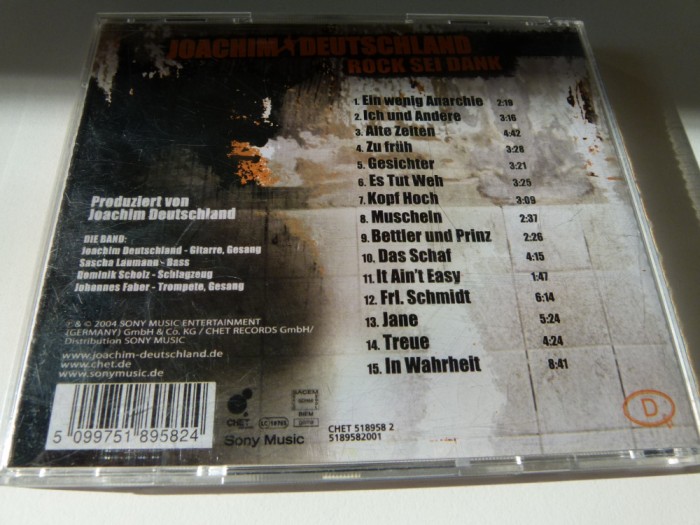 JOACHIM★DEUTSCHLAND
ROCK SEI DANK
1. Ein wenig Anarchie 2:18
2. Ich und Andere 3:16
3. Alte Zeiten 4:42
4. Zu früh 3:28
5. Gesichter 3:21
6. Es Tut Weh 3:25
7. Kopf Hoch 3:09
8. Muscheln 2:37
9. Bettler und Prinz 2:26
10. Das Schaf 4:15
11. It Ain't Easy 1:47
12. Frl. Schmidt 6:14
13. Jane 5:24
14. Treue 4:24
15. In Wahrheit 8:41
Produziert von
Joachim Deutschland
DIE BAND:
Joachim Deutschland - Gitarre, Gesang
Sascha Laumann - Bass
Dominik Scholz - Schlagzeug
Johannes Faber - Trompete, Gesang
℗ & © 2004 SONY MUSIC ENTERTAINMENT
(GERMANY) GmbH & Co. KG / CHET RECORDS GmbH/
Distribution SONY MUSIC
www.joachim-deutschland.de
www.chet.de
www.sonymusic.de
5 099751 895824
CHET
SACEM
BIEM
Sony Music
CHET 518958 2
5189582001
D